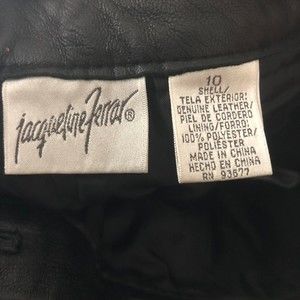 Jacqueline Ferrar®
10
SHELL/
TELA EXTERIOR:
GENUINE LEATHER/
PIEL DE CORDERO
LINING/FORRO:
100% POLYESTER/
POLIESTER
MADE IN CHINA
HECHO EN CHINA
RN 93677